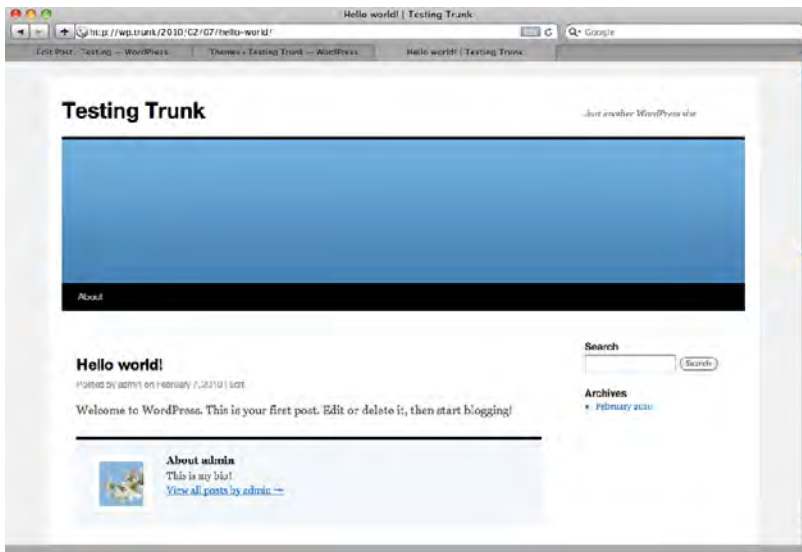 Hello world! | Testing Trunk
http://wp.trunk/2010/02/07/hello-world/
Google
Edit Post ‹ Testing — WordPress
Themes ‹ Testing Trunk — WordPress
Hello world! | Testing Trunk
Testing Trunk
Just another WordPress site
About
Hello world!
Posted by admin on February 7, 2010 | Edit
Welcome to WordPress. This is your first post. Edit or delete it, then start blogging!
Search
Search
Archives
• February 2010
About admin
This is my bio!
View all posts by admin →